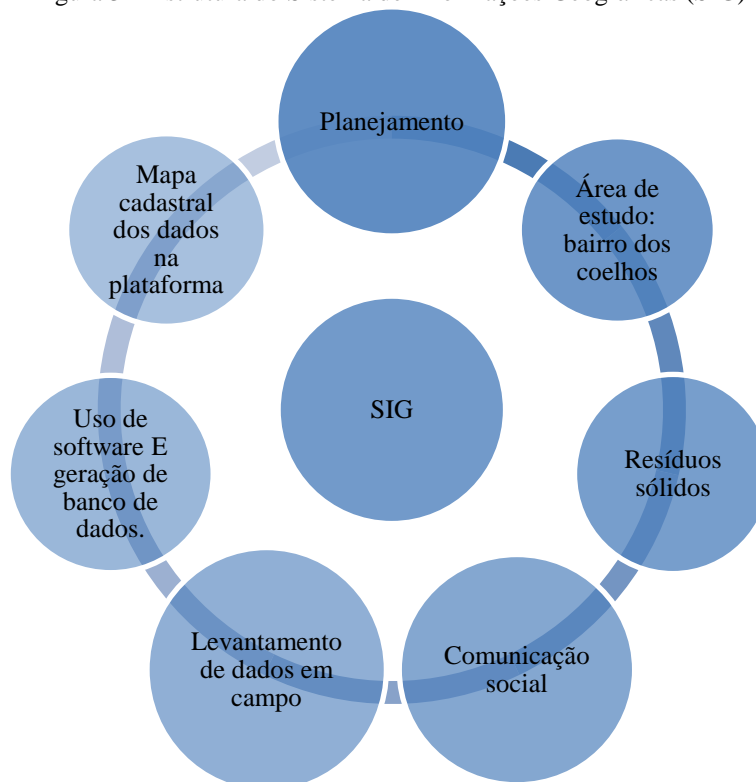 Planejamento
Área de
estudo:
bairro dos
coelhos
Resíduos
sólidos
Comunicação
social
Levantamento
de dados em
campo
Uso de
software E
geração de
banco de
dados.
Mapa
cadastral
dos dados
na
plataforma
SIG